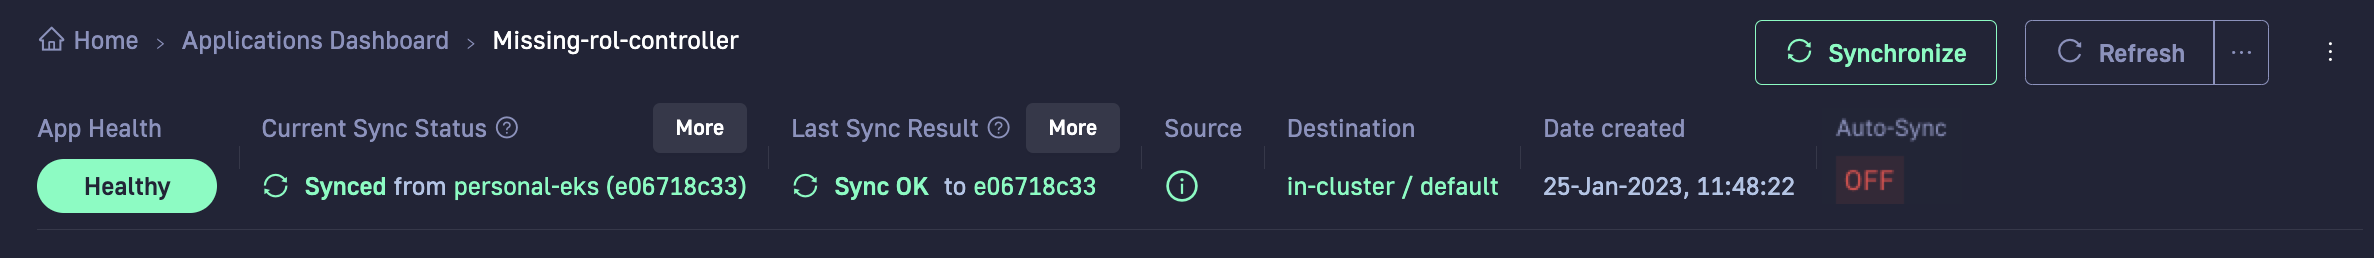 Home > Applications Dashboard > Missing-rol-controller
Synchronize
Refresh
App Health
Healthy
Current Sync Status
More
Synced from personal-eks (e06718c33)
Last Sync Result
More
Sync OK to e06718c33
Source
Destination
in-cluster / default
Date created
25-Jan-2023, 11:48:22
Auto-Sync
OFF